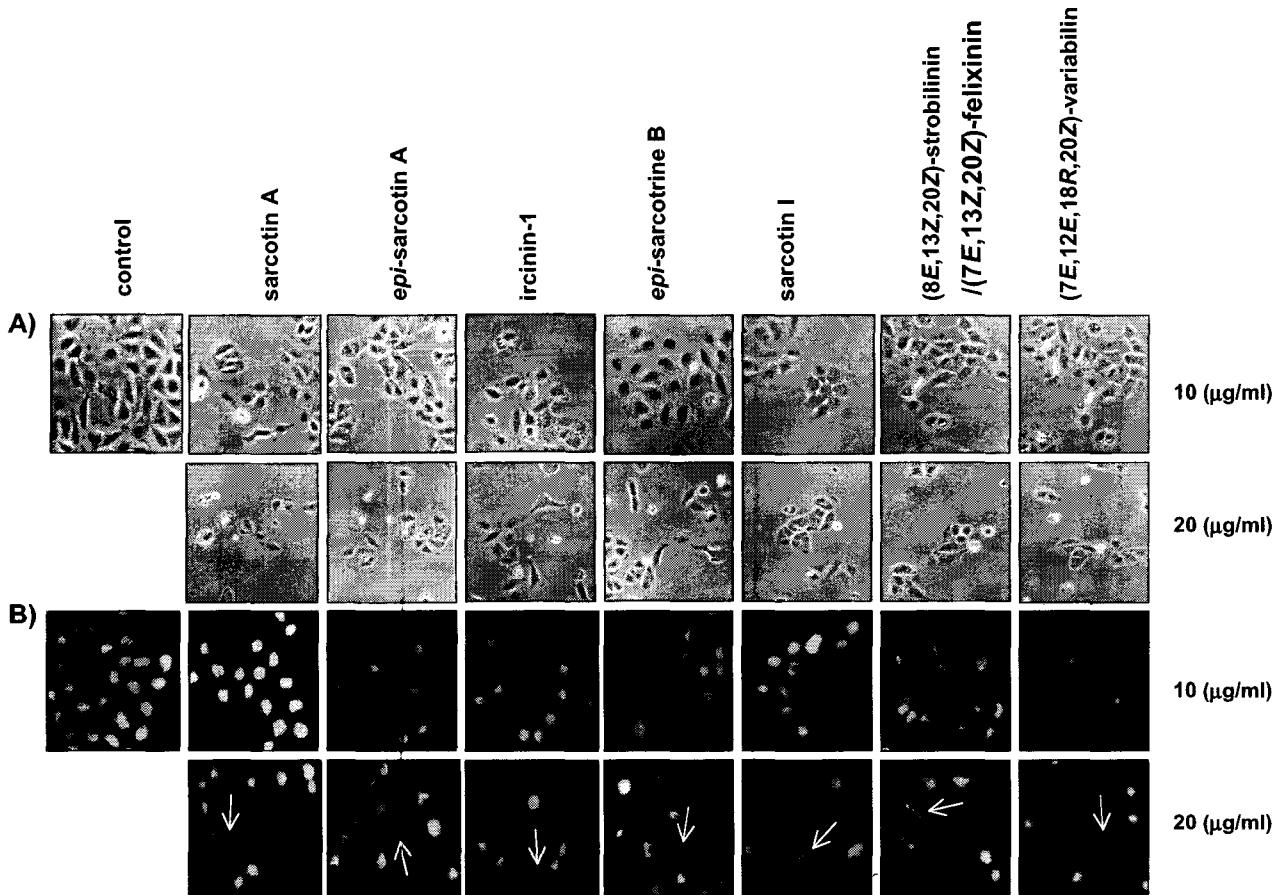 control
sarcotin A
epi-sarcotin A
ircinin-1
epi-sarcotrine B
sarcotin I
(8E,13Z,20Z)-strobilinin
/(7E,13Z,20Z)-felixinin
(7E,12E,18R,20Z)-variabilin
A)
10 (µg/ml)
20 (µg/ml)
B)
10 (µg/ml)
20 (µg/ml)